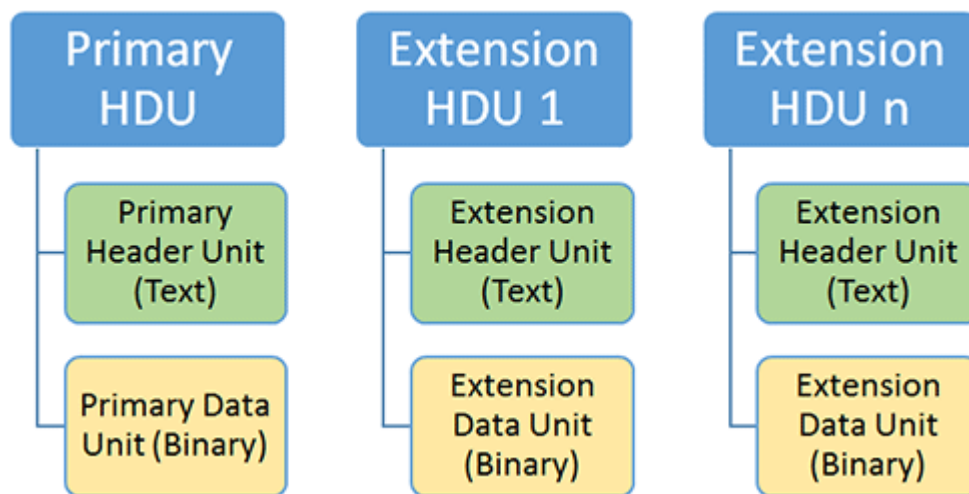 Primary
HDU
Primary
Header Unit
(Text)
Primary Data
Unit (Binary)
Extension
HDU 1
Extension
Header Unit
(Text)
Extension
Data Unit
(Binary)
Extension
HDU n
Extension
Header Unit
(Text)
Extension
Data Unit
(Binary)